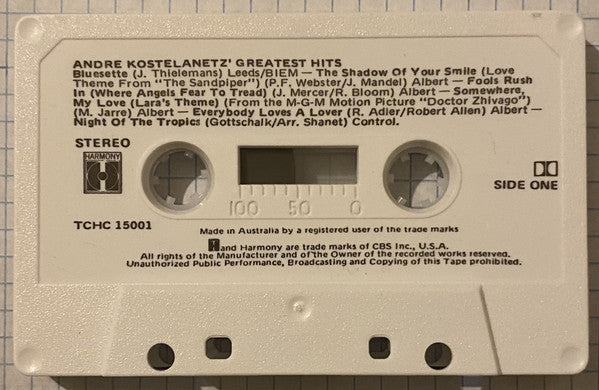 ANDRE KOSTELANETZ' GREATEST HITS
Bluesette (J. Thielemans) Leeds/BIEM — The Shadow Of Your Smile (Love
Theme From "The Sandpiper") (P.F. Webster/J. Mandel) Albert — Fools Rush
In (Where Angels Fear To Tread) (J. Mercer/R. Bloom) Albert — Somewhere,
My Love (Lara's Theme) (From the M-G-M Motion Picture "Doctor Zhivago")
(M. Jarre) Albert — Everybody Loves A Lover (R. Adler/Robert Allen) Albert —
Night Of The Tropics (Gottschalk/Arr. Shanet) Control.
STEREO
HARMONY
H
SIDE ONE
100 50 0
TCHC 15001
Made in Australia by a registered user of the trade marks
and Harmony are trade marks of CBS Inc., U.S.A.
All rights of the Manufacturer and of the Owner of the recorded works reserved.
Unauthorized Public Performance, Broadcasting and Copying of this Tape prohibited.